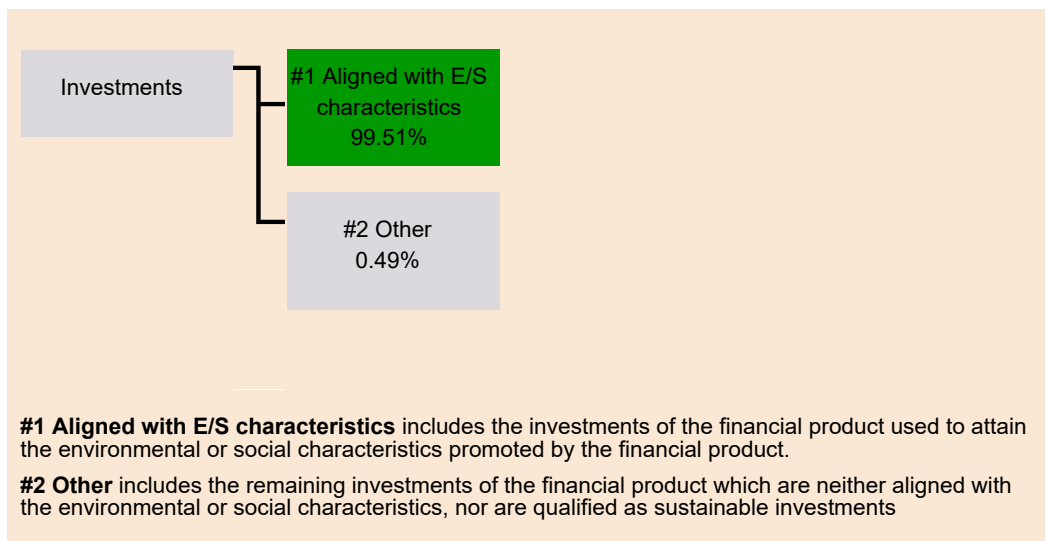 Investments
#1 Aligned with E/S
characteristics
99.51%
#2 Other
0.49%
#1 Aligned with E/S characteristics includes the investments of the financial product used to attain
the environmental or social characteristics promoted by the financial product.
#2 Other includes the remaining investments of the financial product which are neither aligned with
the environmental or social characteristics, nor are qualified as sustainable investments